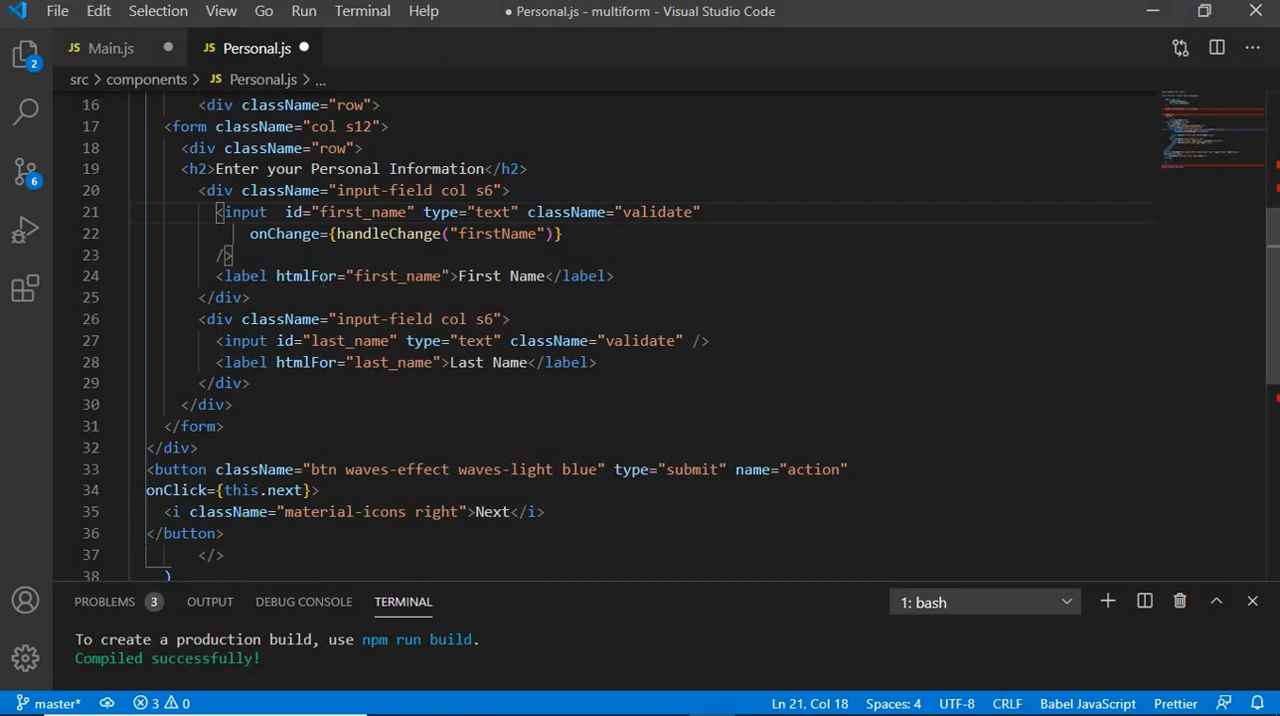 File Edit Selection View Go Run Terminal Help ● Personal.js - multiform - Visual Studio Code
JS Main.js ● JS Personal.js ●
src > components > JS Personal.js > ...
16 <div className="row">
17 <form className="col s12">
18 <div className="row">
19 <h2>Enter your Personal Information</h2>
20 <div className="input-field col s6">
21 <input  id="first_name" type="text" className="validate"
22 onChange={handleChange("firstName")}
23 />
24 <label htmlFor="first_name">First Name</label>
25 </div>
26 <div className="input-field col s6">
27 <input id="last_name" type="text" className="validate" />
28 <label htmlFor="last_name">Last Name</label>
29 </div>
30 </div>
31 </form>
32 </div>
33 <button className="btn waves-effect waves-light blue" type="submit" name="action"
34 onClick={this.next}>
35 <i className="material-icons right">Next</i>
36 </button>
37 </>
38 )
2
6
PROBLEMS 3 OUTPUT DEBUG CONSOLE TERMINAL 1: bash
To create a production build, use npm run build.
Compiled successfully!
master* 3 0 Ln 21, Col 18 Spaces: 4 UTF-8 CRLF Babel JavaScript Prettier